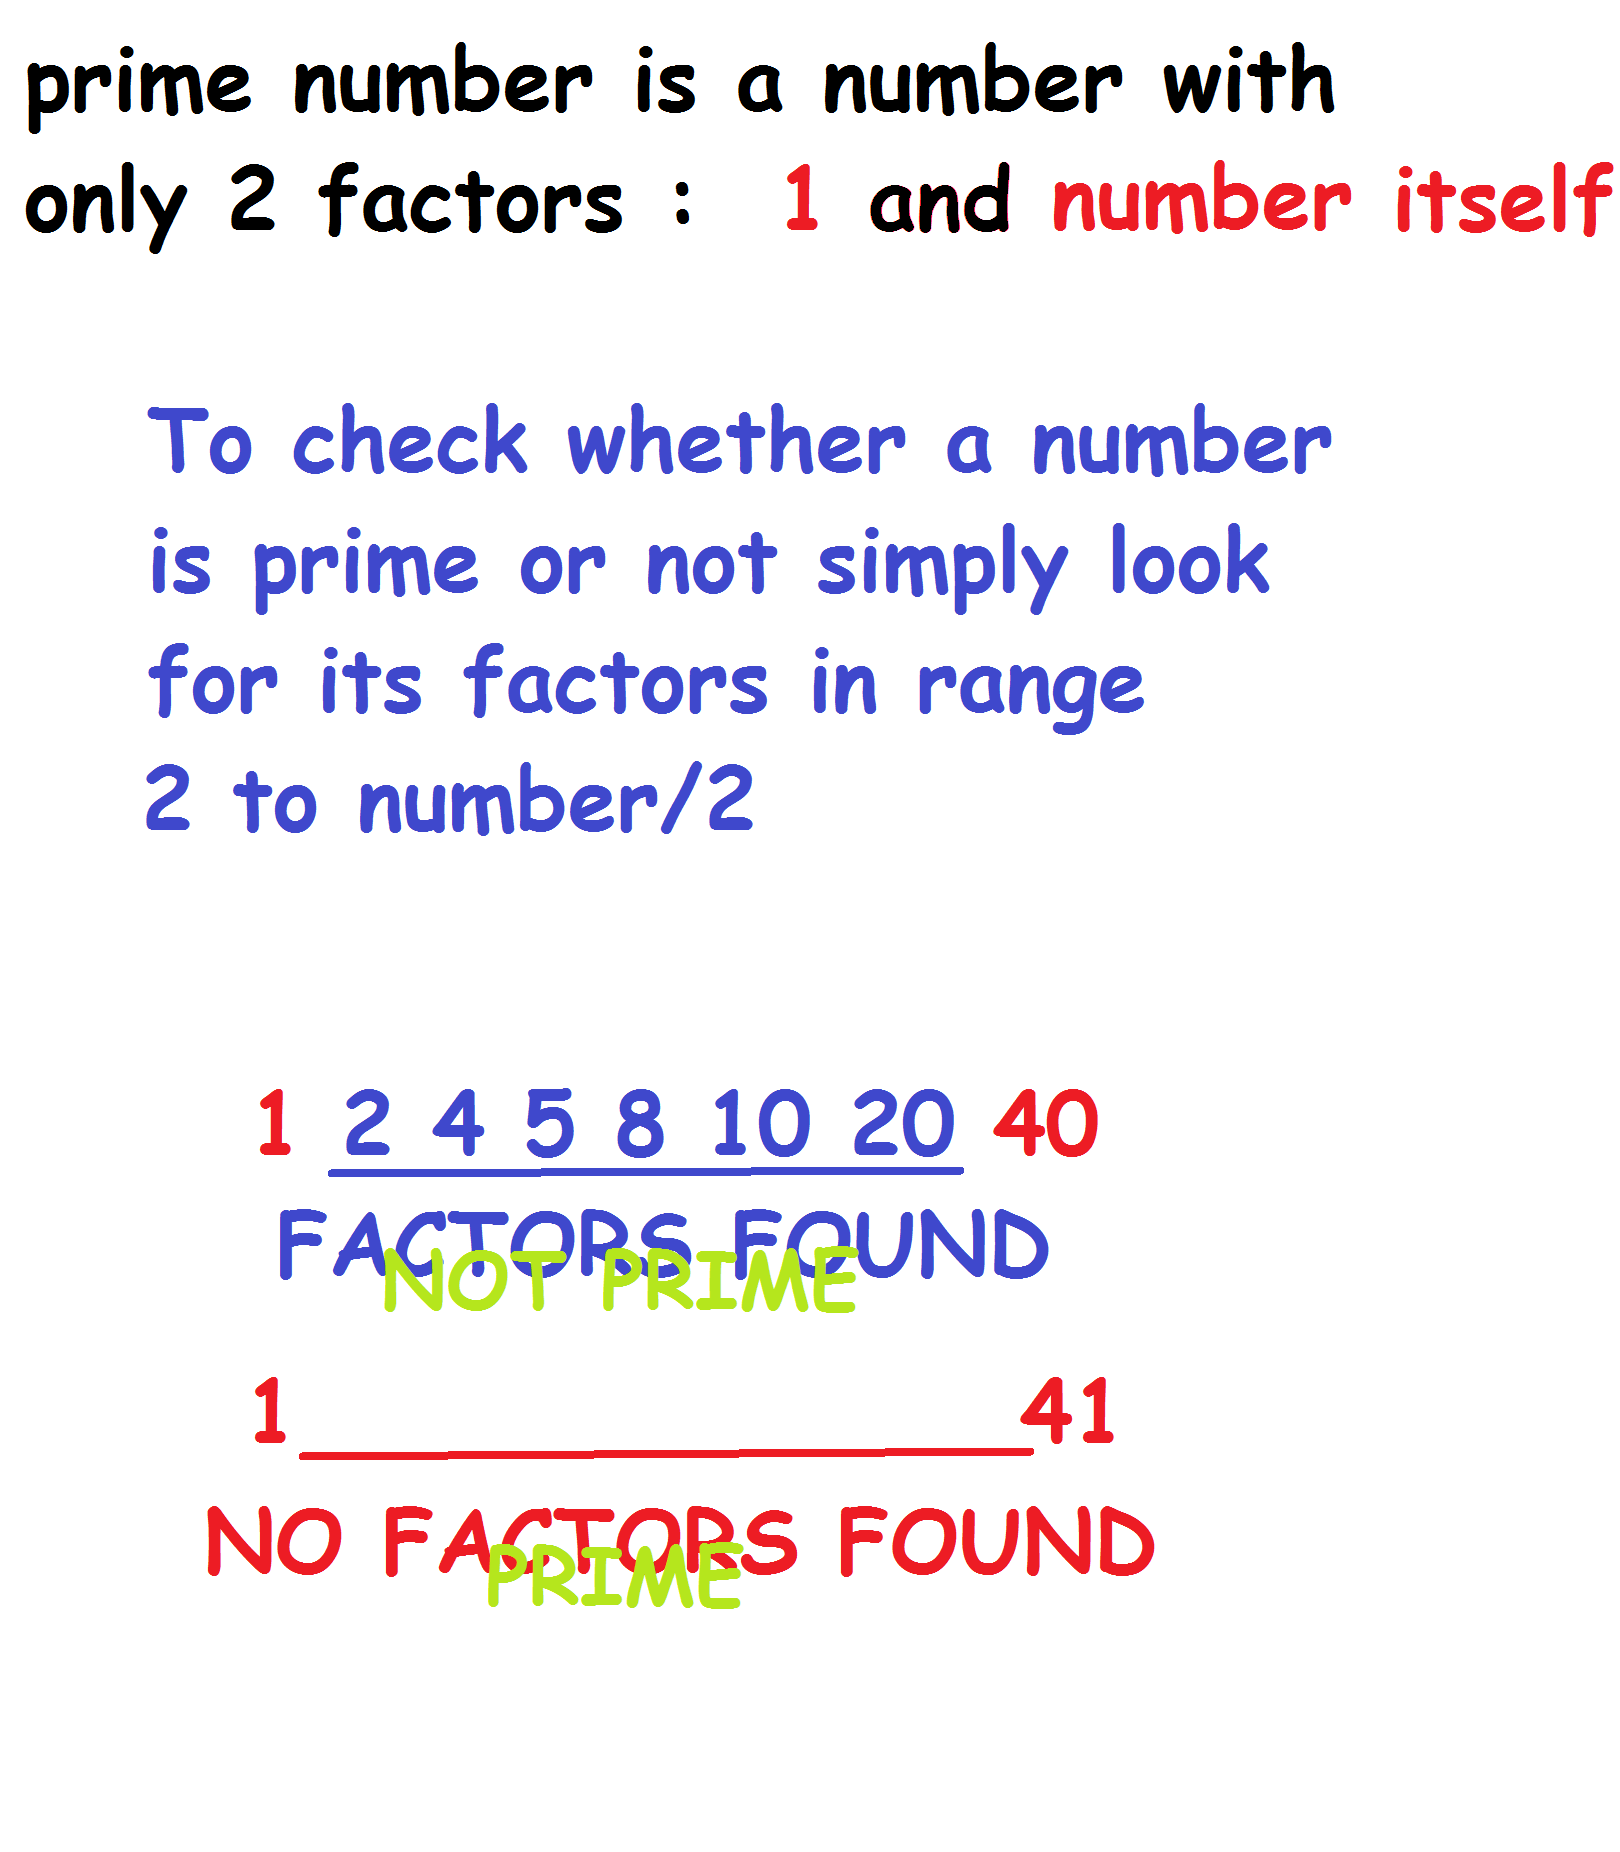 prime number is a number with
only 2 factors : 1 and number itself
To check whether a number
is prime or not simply look
for its factors in range
2 to number/2
1 2 4 5 8 10 20 40
FACTORS FOUND
NOT PRIME
1 41
NO FACTORS FOUND
PRIME